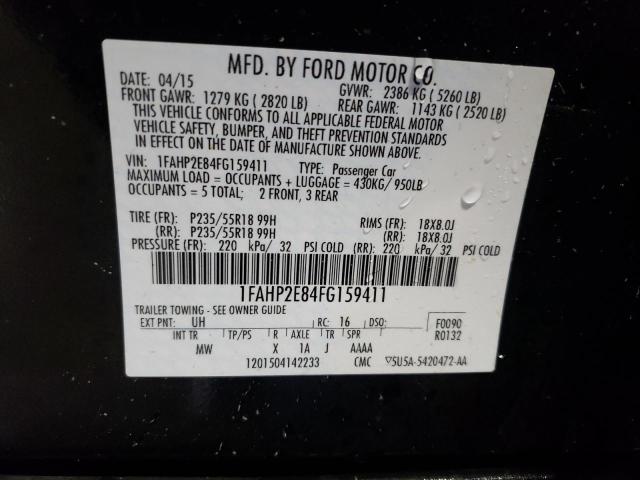 MFD. BY FORD MOTOR CO.
DATE: 04/15 GVWR: 2386 KG ( 5260 LB)
FRONT GAWR: 1279 KG ( 2820 LB) REAR GAWR: 1143 KG ( 2520 LB)
THIS VEHICLE CONFORMS TO ALL APPLICABLE FEDERAL MOTOR
VEHICLE SAFETY, BUMPER, AND THEFT PREVENTION STANDARDS
IN EFFECT ON THE DATE OF MANUFACTURE SHOWN ABOVE.
VIN: 1FAHP2E84FG159411 TYPE: Passenger Car
MAXIMUM LOAD = OCCUPANTS + LUGGAGE = 430KG/ 950LB
OCCUPANTS = 5 TOTAL; 2 FRONT, 3 REAR
TIRE (FR): P235/55R18 99H RIMS (FR): 18X8.0J
(RR): P235/55R18 99H (RR): 18X8.0J
PRESSURE (FR): 220 kPa/ 32 PSI COLD (RR): 220 kPa/ 32 PSI COLD
1FAHP2E84FG159411
TRAILER TOWING - SEE OWNER GUIDE
EXT PNT: UH RC: 16 DSO: F0090
INT TR TP/PS R AXLE TR SPR R0132
MW X 1A J AAAA
1201504142233 CMC ▽5U5A-5420472-AA